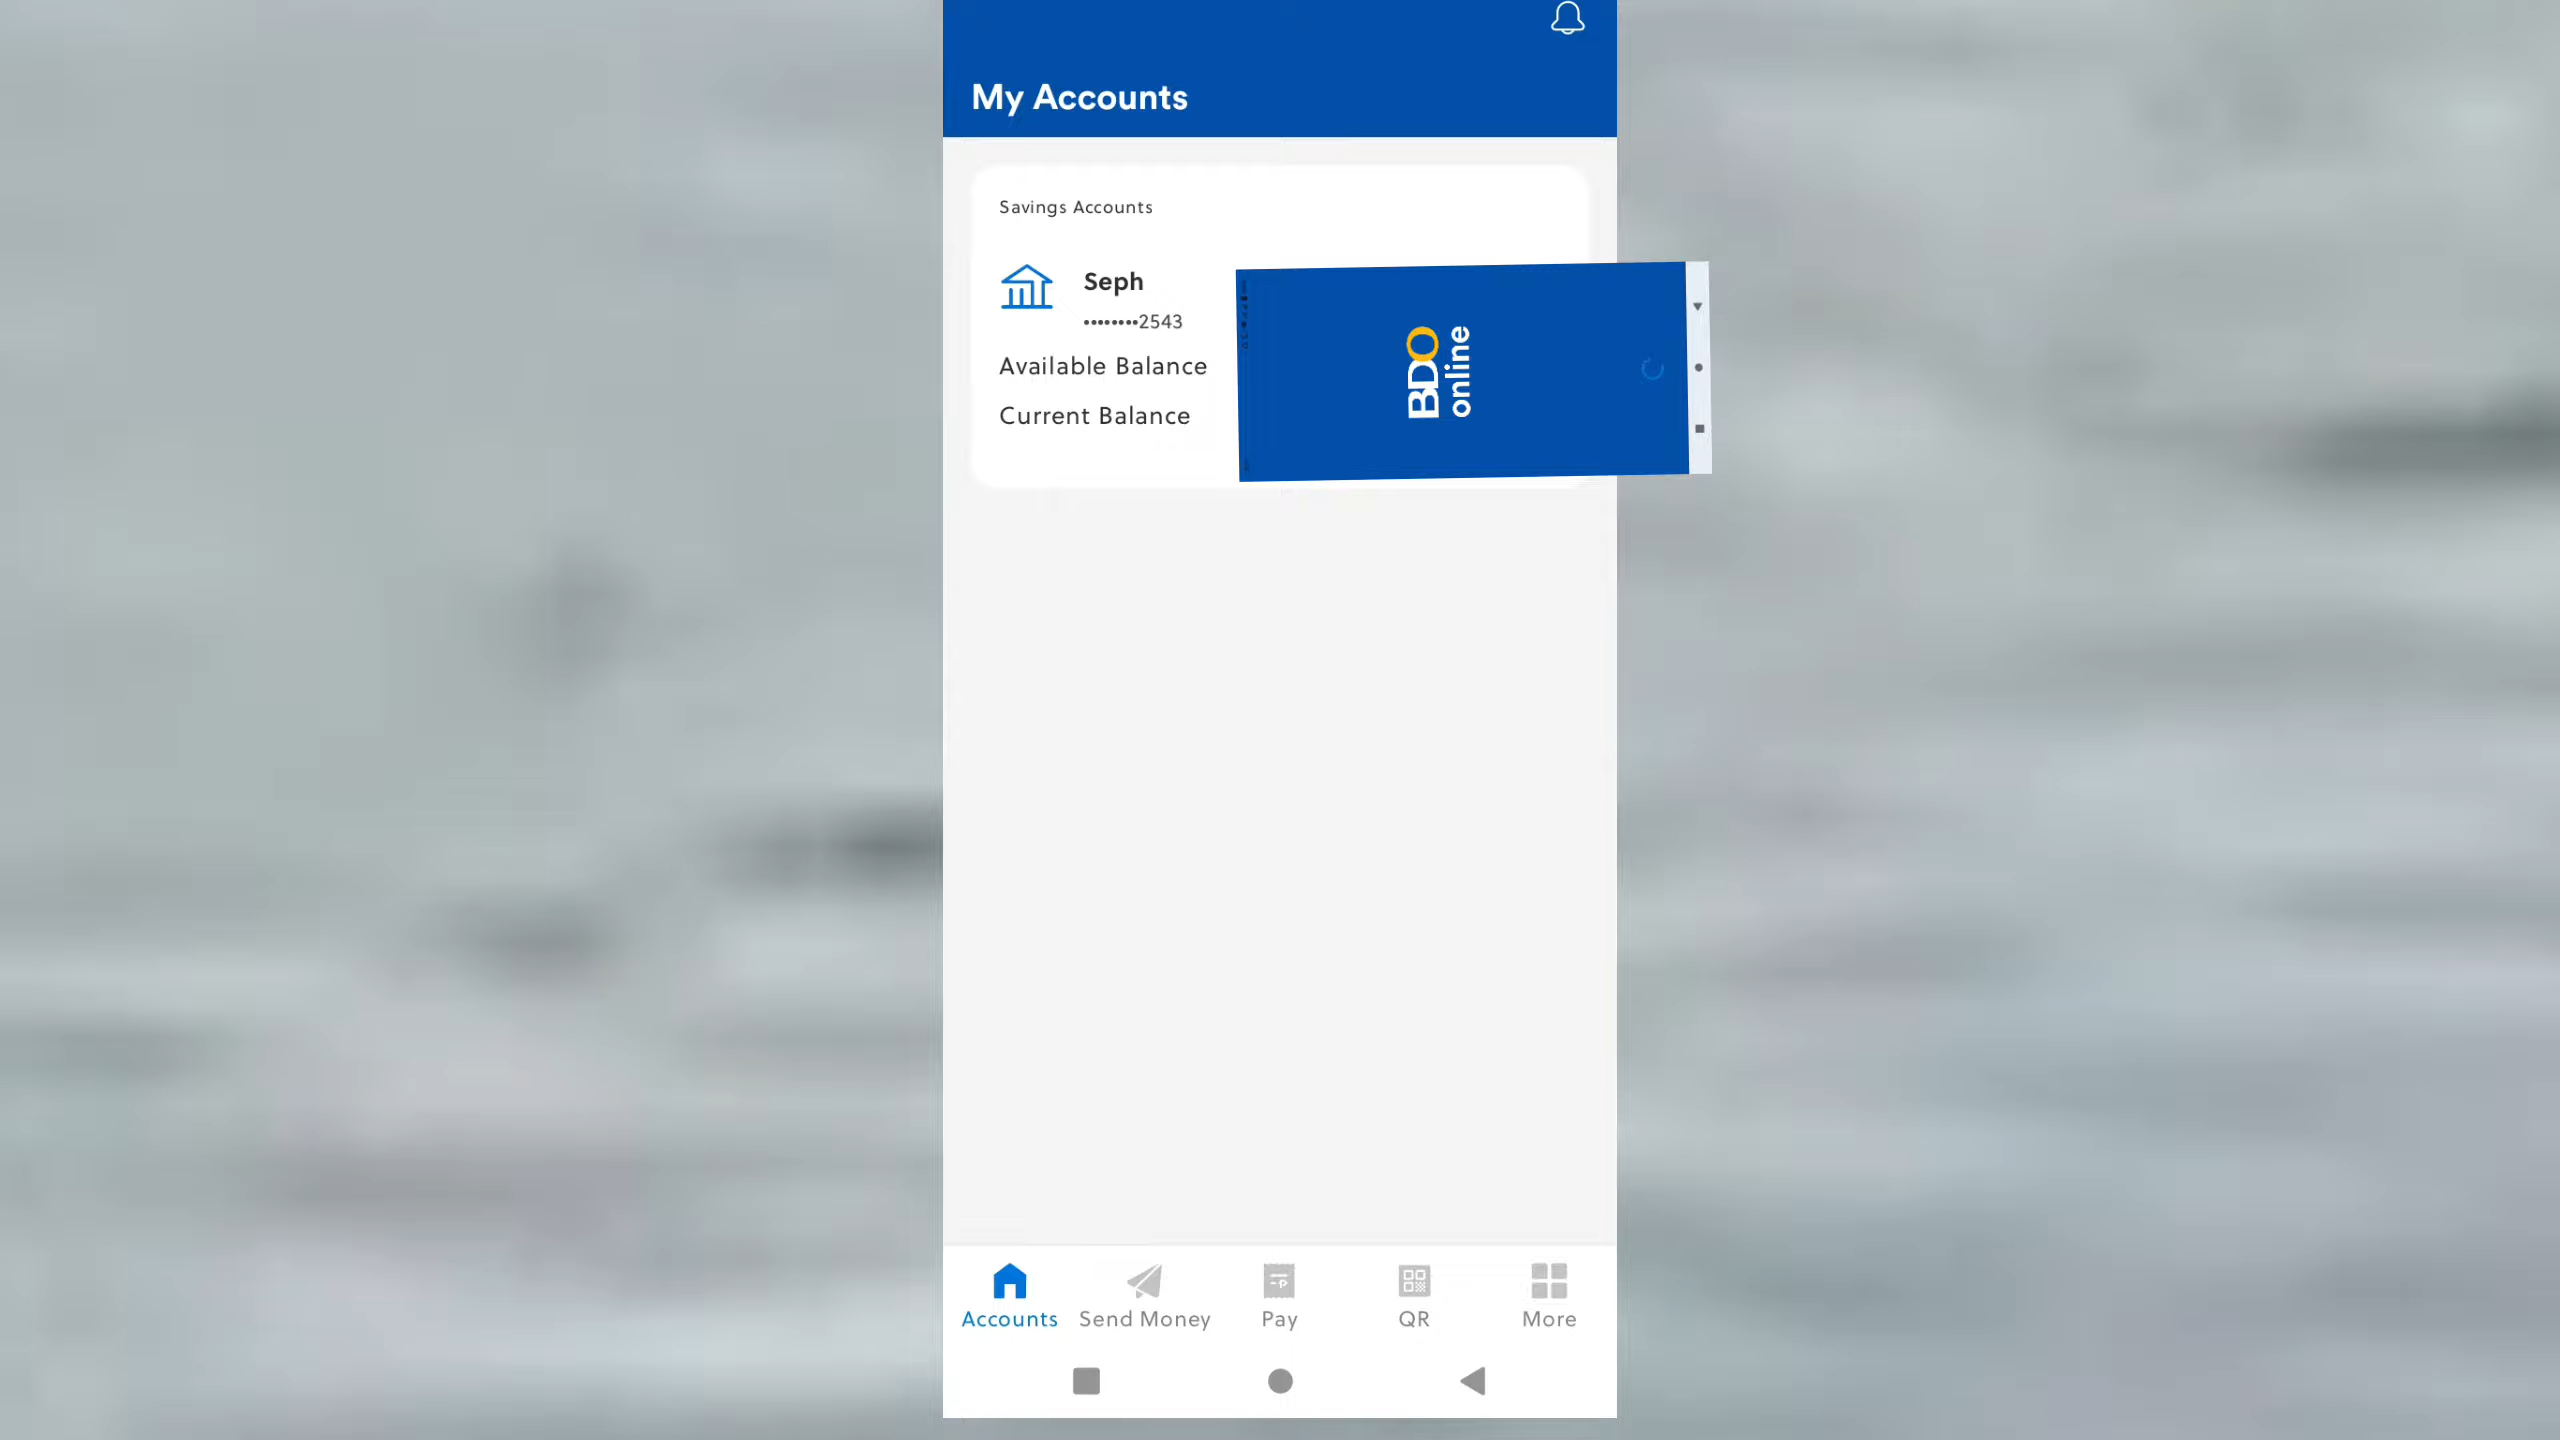 My Accounts
Savings Accounts
Seph
••••••••2543
Available Balance
Current Balance
BDO
online
Accounts
Send Money
Pay
QR
More